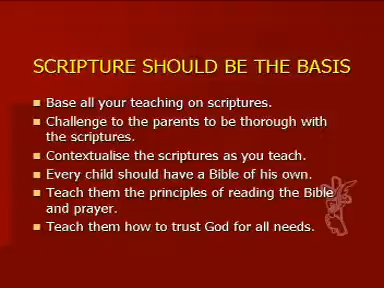 SCRIPTURE SHOULD BE THE BASIS
Base all your teaching on scriptures.
Challenge to the parents to be thorough with
the scriptures.
Contextualise the scriptures as you teach.
Every child should have a Bible of his own.
Teach them the principles of reading the Bible
and prayer.
Teach them how to trust God for all needs.